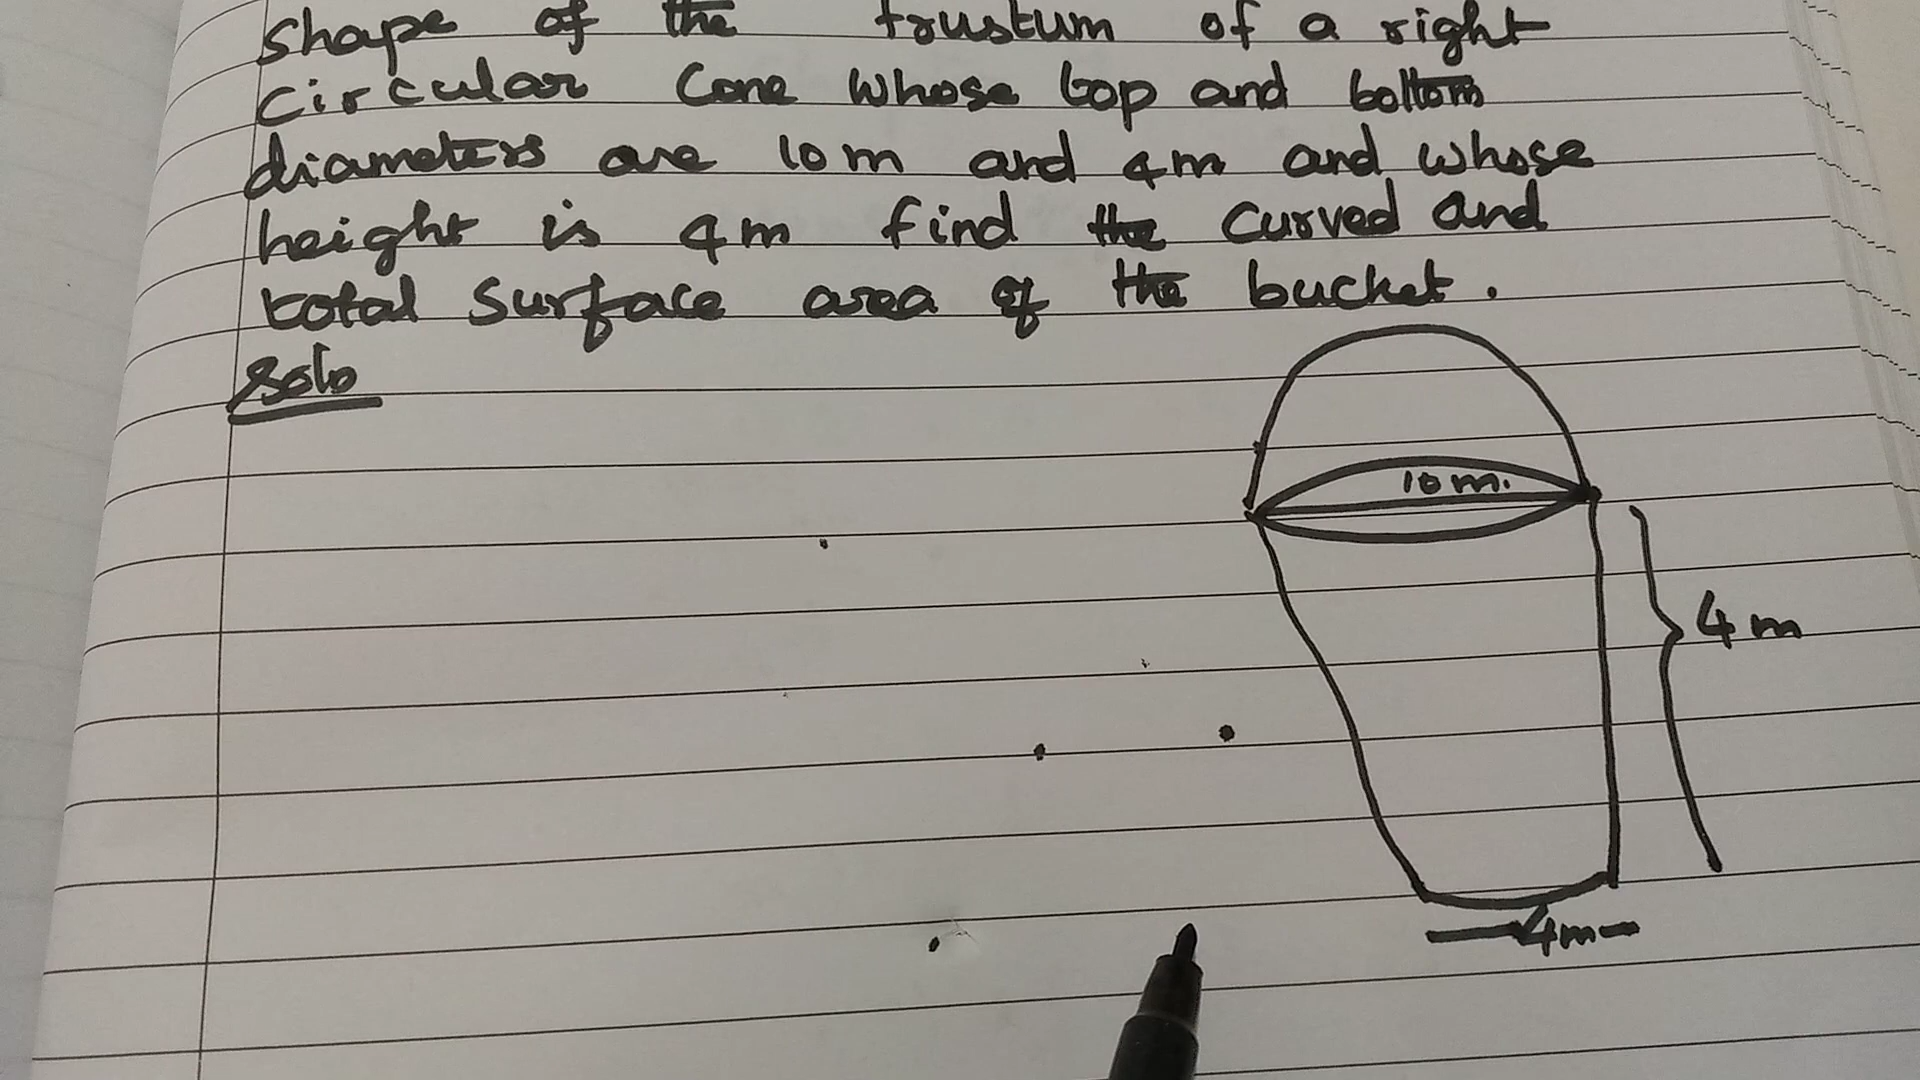 shape of the frustum of a right
circular Cone whose top and bottom
diameters are 10m and 4m and whose
height is 4m find the curved and
total surface area of the bucket.
Soln
10m.
4m
4m